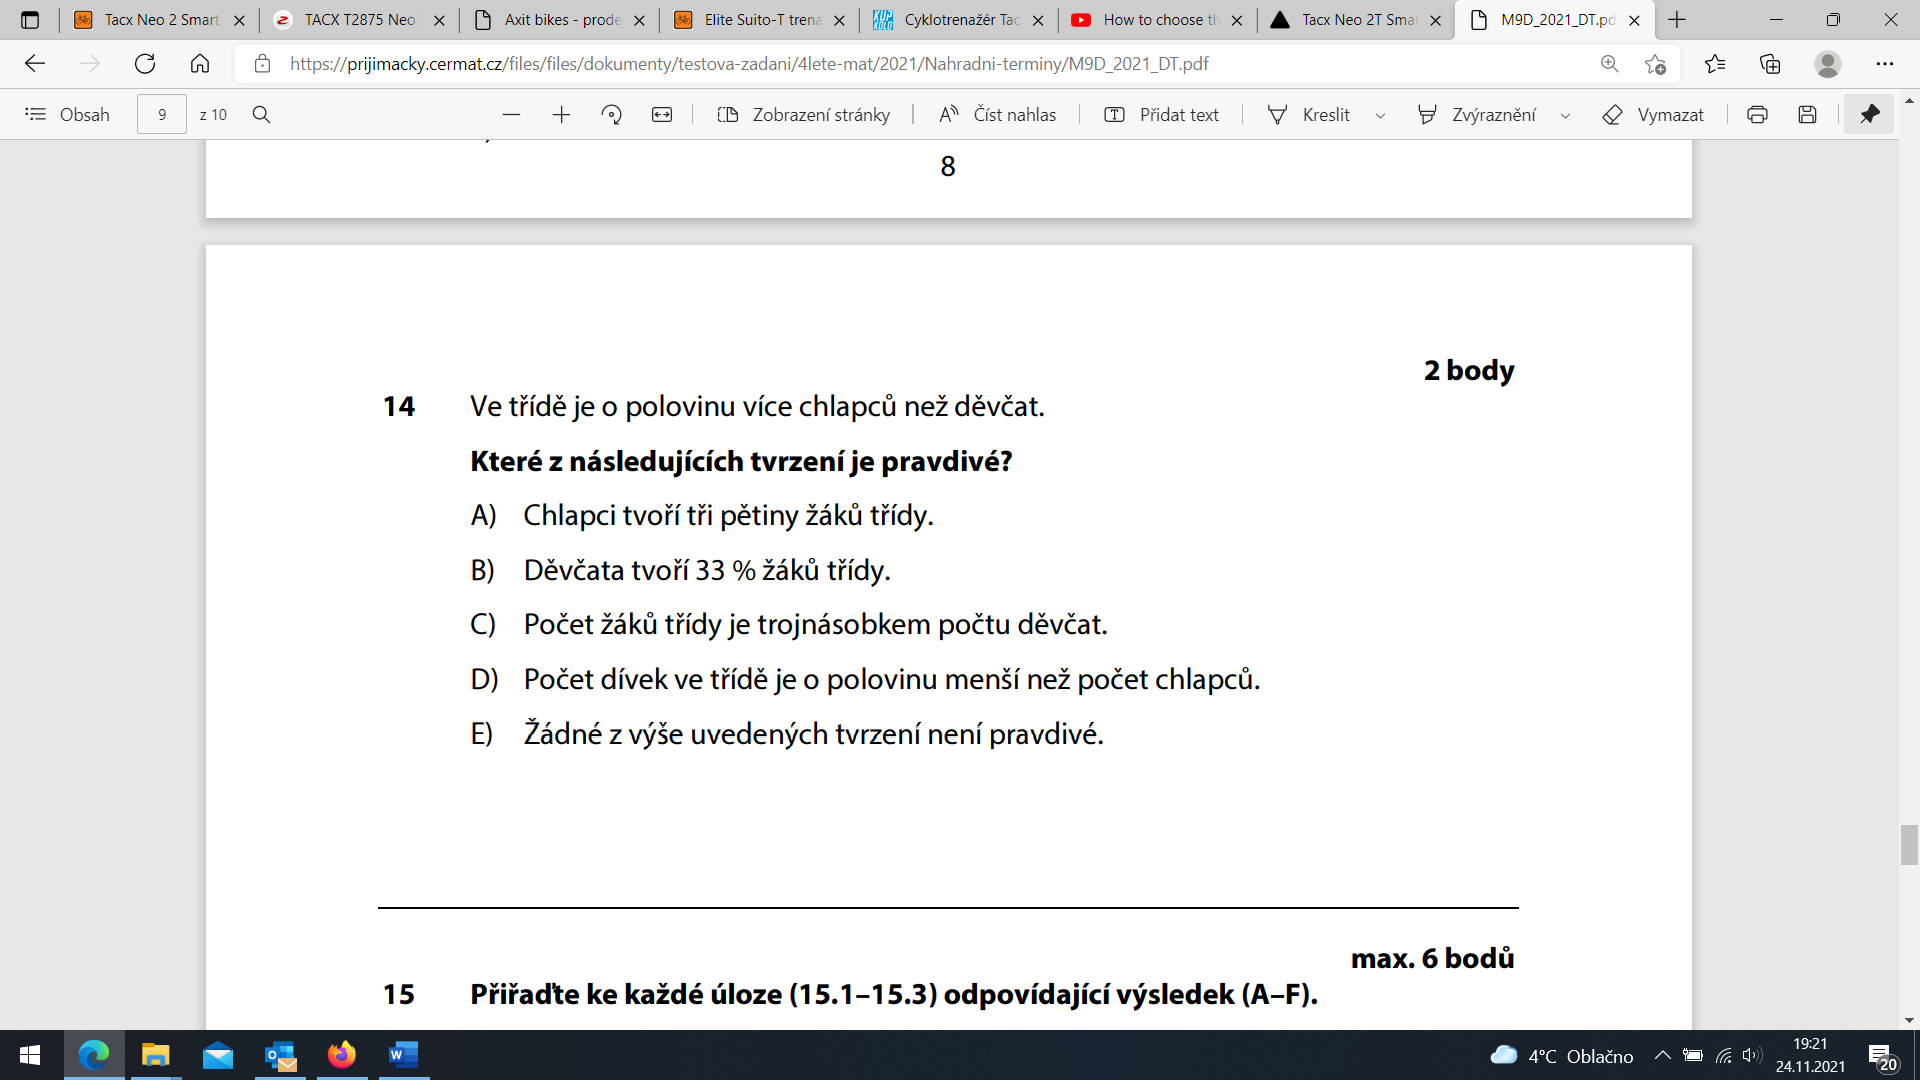 Tacx Neo 2 Smart
TACX T2875 Neo
Axit bikes - prode
Elite Suito-T trena
Cyklotrenažér Tac
How to choose th
Tacx Neo 2T Smar
M9D_2021_DT.pd
https://prijimacky.cermat.cz/files/files/dokumenty/testova-zadani/4lete-mat/2021/Nahradni-terminy/M9D_2021_DT.pdf
Obsah 9 z 10 Zobrazení stránky Číst nahlas Přidat text Kreslit Zvýraznění Vymazat
8
2 body
14 Ve třídě je o polovinu více chlapců než děvčat.
Které z následujících tvrzení je pravdivé?
A) Chlapci tvoří tři pětiny žáků třídy.
B) Děvčata tvoří 33 % žáků třídy.
C) Počet žáků třídy je trojnásobkem počtu děvčat.
D) Počet dívek ve třídě je o polovinu menší než počet chlapců.
E) Žádné z výše uvedených tvrzení není pravdivé.
max. 6 bodů
15 Přiřaďte ke každé úloze (15.1–15.3) odpovídající výsledek (A–F).
4°C Oblačno
19:21
24.11.2021
20